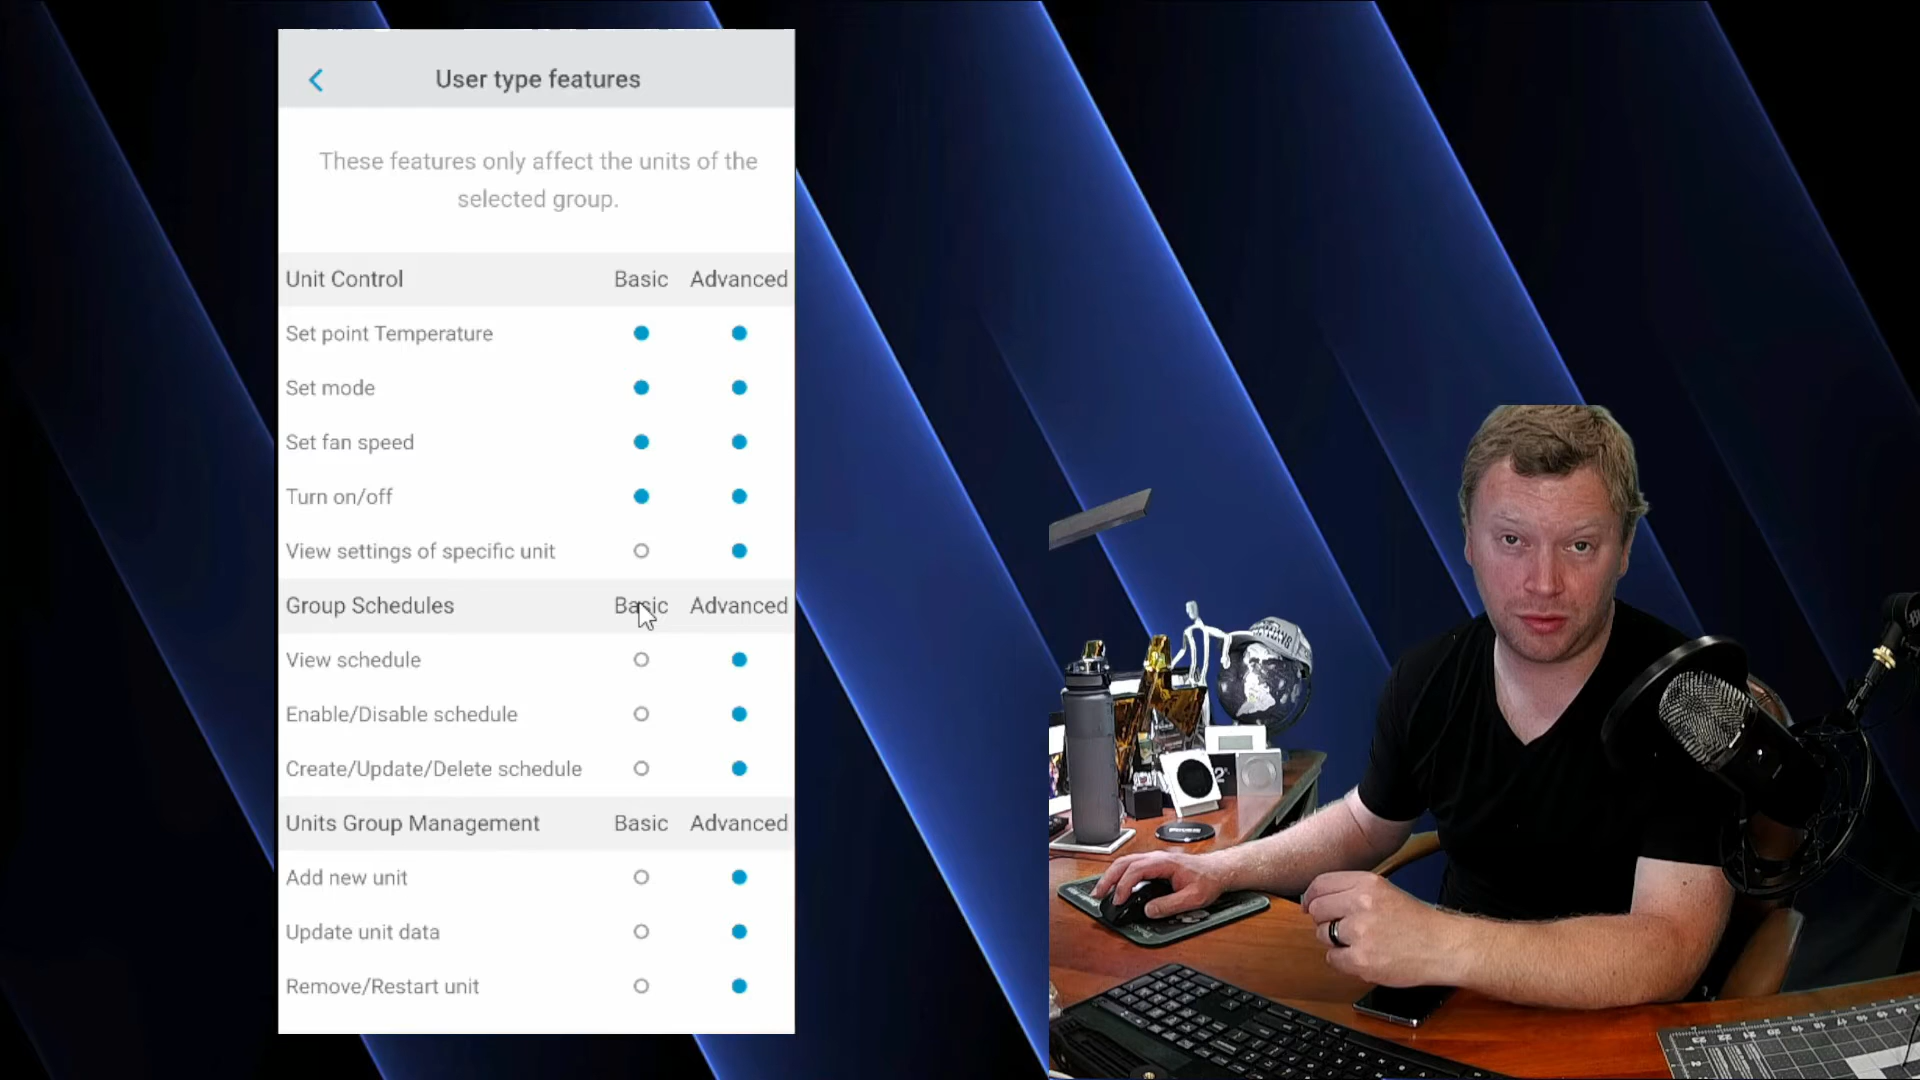 User type features
These features only affect the units of the
selected group.
Unit Control Basic Advanced
Set point Temperature
Set mode
Set fan speed
Turn on/off
View settings of specific unit
Group Schedules Basic Advanced
View schedule
Enable/Disable schedule
Create/Update/Delete schedule
Units Group Management Basic Advanced
Add new unit
Update unit data
Remove/Restart unit